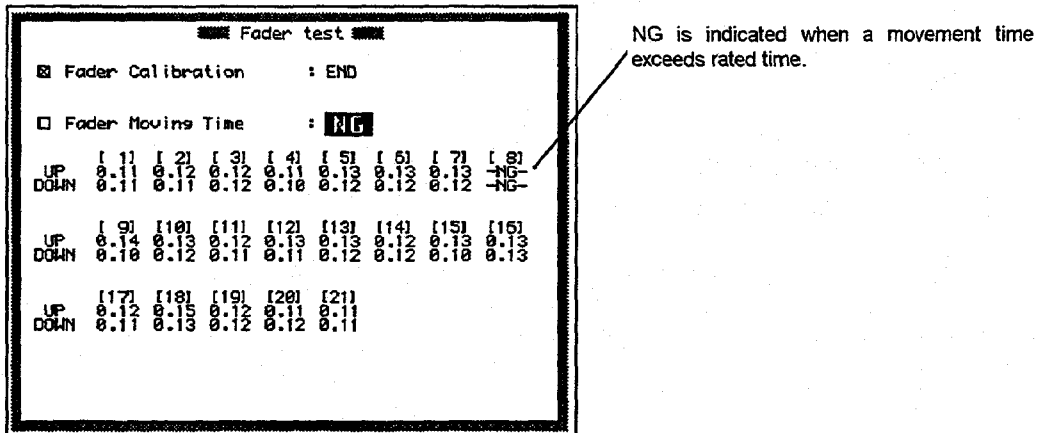 Fader test
Fader Calibration : END
Fader Moving Time : NG
[ 1] [ 2] [ 3] [ 4] [ 5] [ 6] [ 7] [ 8]
UP 0.11 0.12 0.12 0.11 0.13 0.13 0.13 -NG-
DOWN 0.11 0.11 0.12 0.10 0.12 0.12 0.12 -NG-
[ 9] [10] [11] [12] [13] [14] [15] [16]
UP 0.14 0.13 0.12 0.13 0.13 0.12 0.13 0.13
DOWN 0.10 0.12 0.11 0.11 0.12 0.12 0.10 0.13
[17] [18] [19] [20] [21]
UP 0.12 0.15 0.12 0.11 0.11
DOWN 0.11 0.13 0.12 0.12 0.11
NG is indicated when a movement time
exceeds rated time.